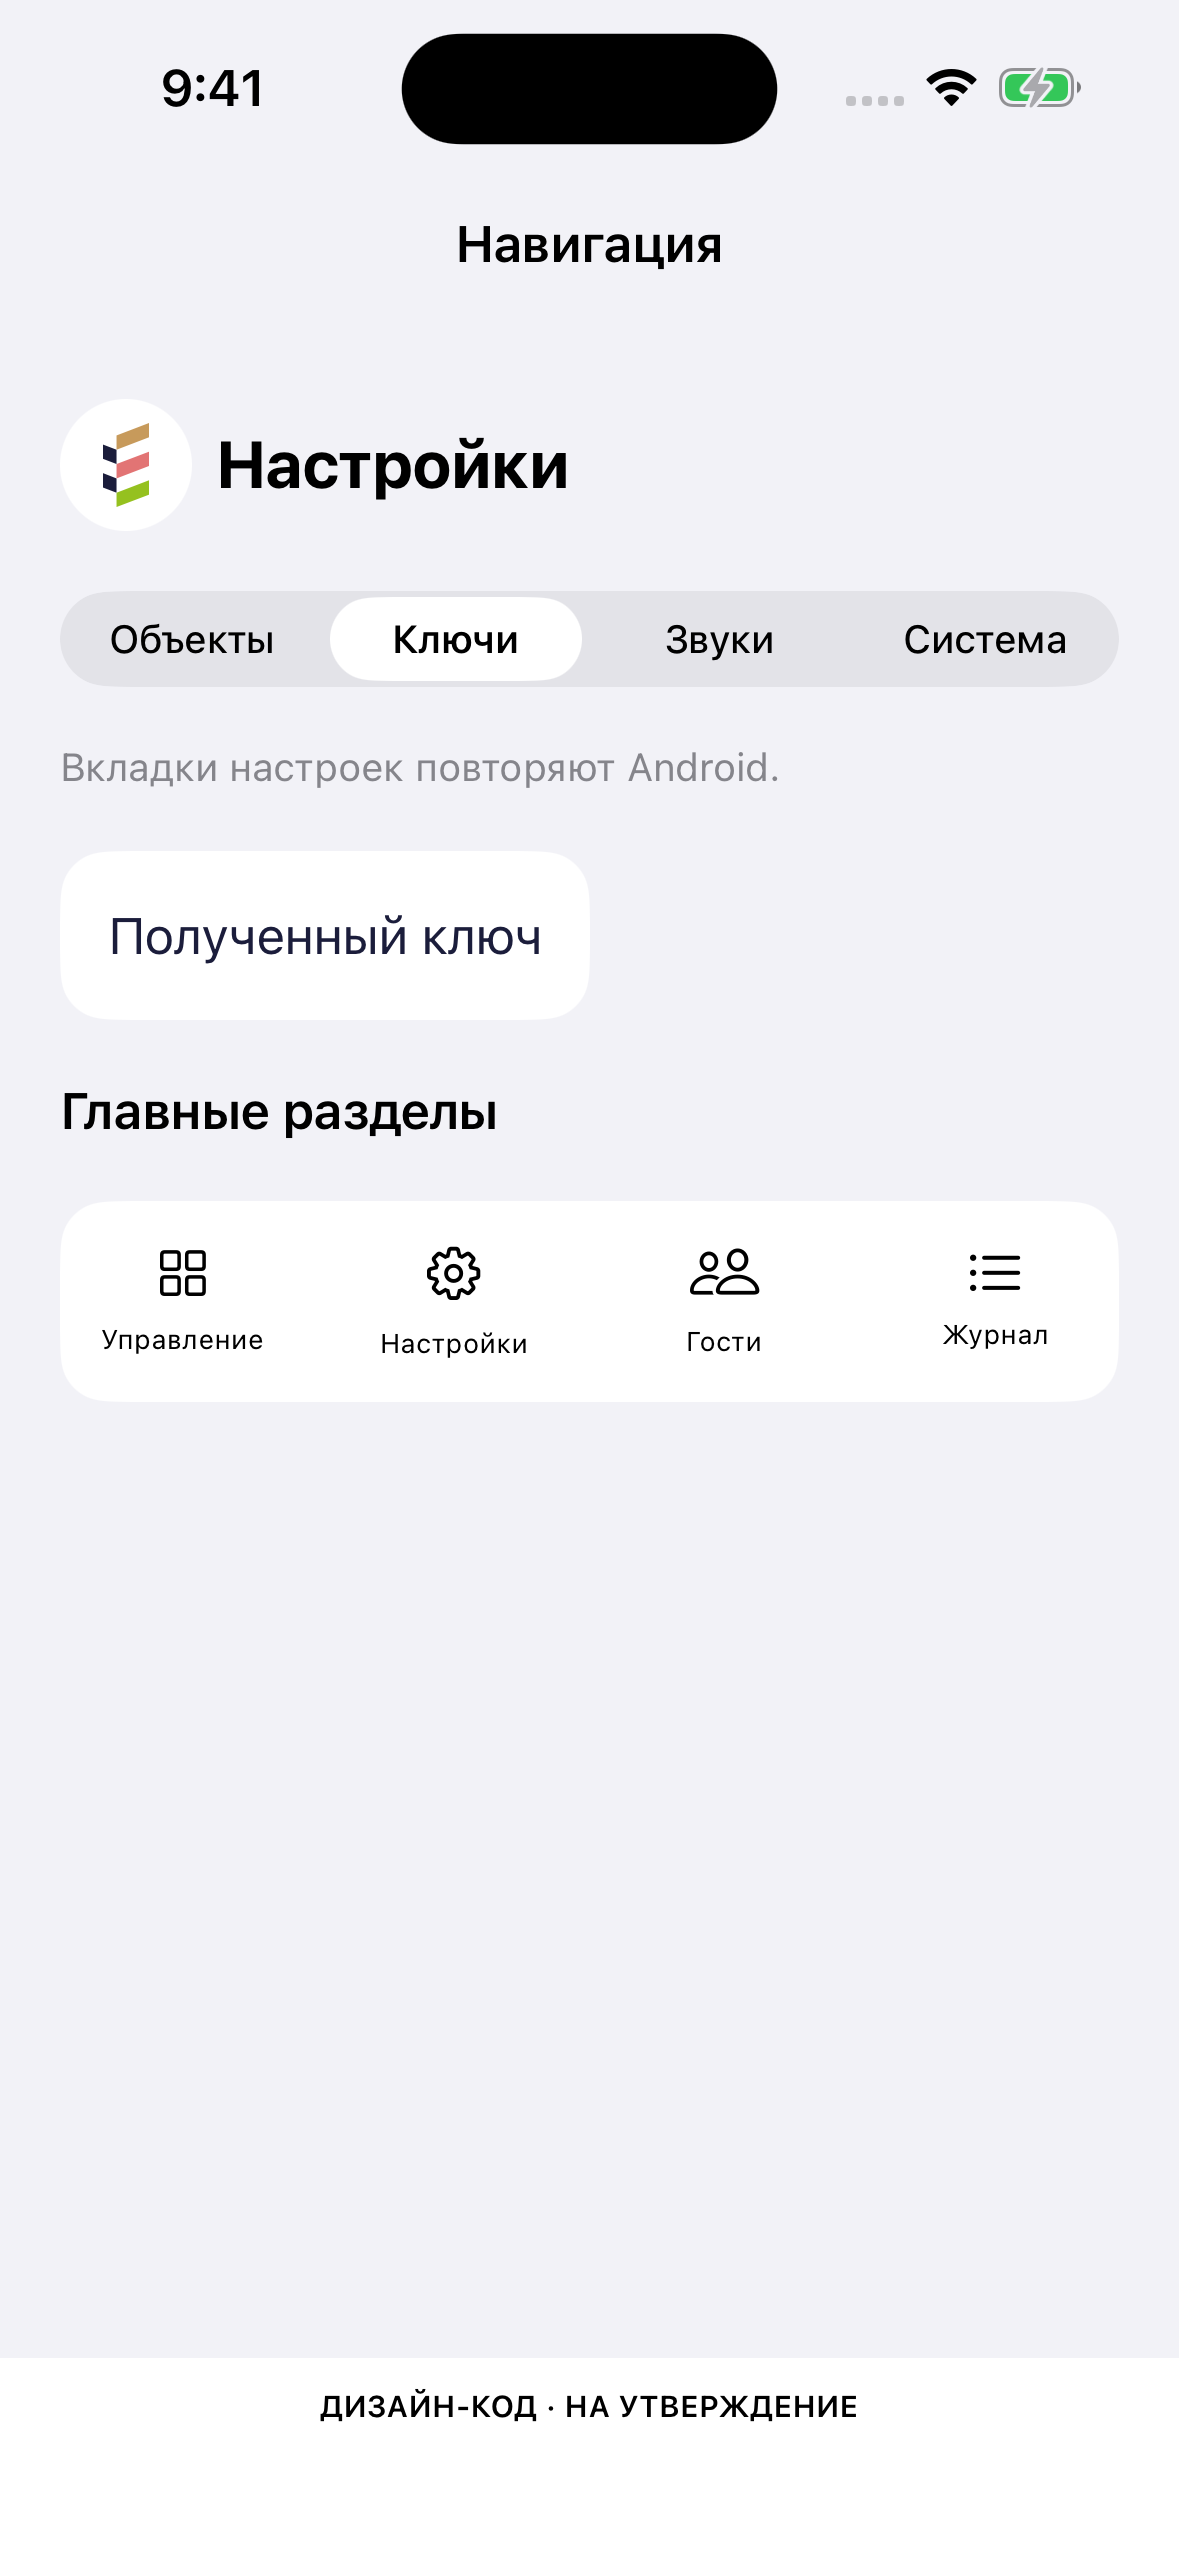 9:41
Навигация
Настройки
Объекты Ключи Звуки Система
Вкладки настроек повторяют Android.
Полученный ключ
Главные разделы
Управление Настройки Гости Журнал
ДИЗАЙН-КОД · НА УТВЕРЖДЕНИЕ